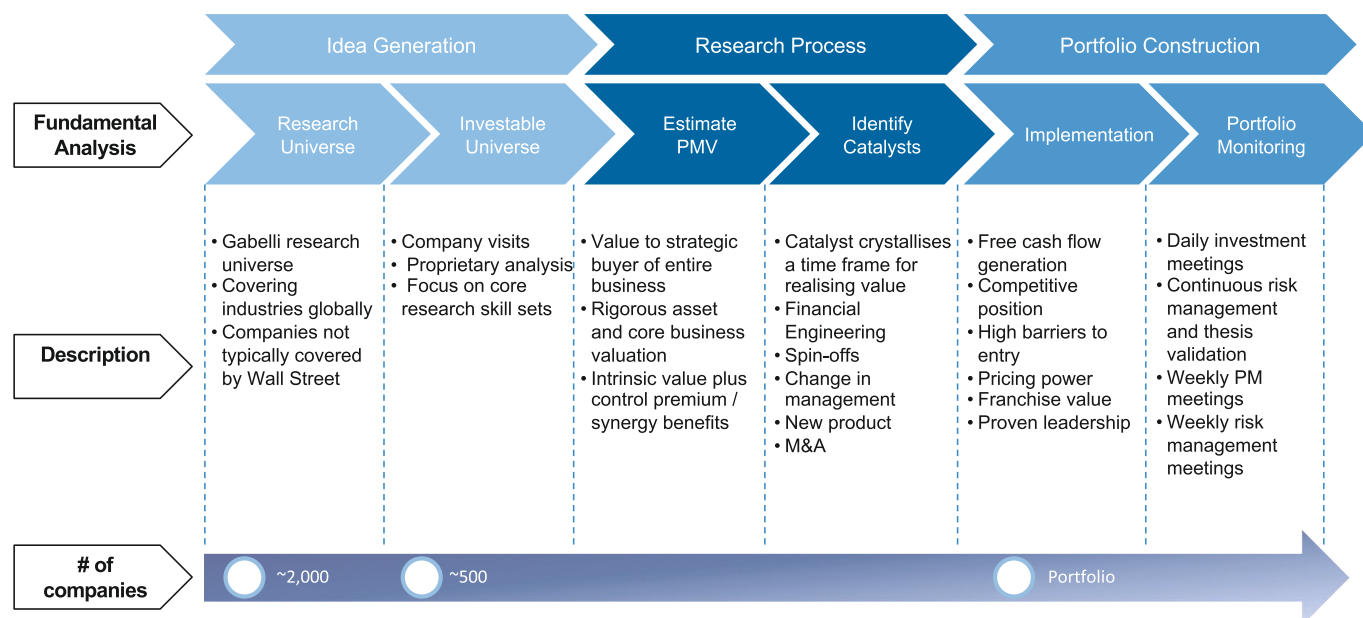 Idea Generation
Research Process
Portfolio Construction
Fundamental
Analysis
Research
Universe
Investable
Universe
Estimate
PMV
Identify
Catalysts
Implementation
Portfolio
Monitoring
Description
• Gabelli research
universe
• Covering
industries globally
• Companies not
typically covered
by Wall Street
• Company visits
• Proprietary analysis
• Focus on core
research skill sets
• Value to strategic
buyer of entire
business
• Rigorous asset
and core business
valuation
• Intrinsic value plus
control premium /
synergy benefits
• Catalyst crystallises
a time frame for
realising value
• Financial
Engineering
• Spin-offs
• Change in
management
• New product
• M&A
• Free cash flow
generation
• Competitive
position
• High barriers to
entry
• Pricing power
• Franchise value
• Proven leadership
• Daily investment
meetings
• Continuous risk
management
and thesis
validation
• Weekly PM
meetings
• Weekly risk
management
meetings
# of
companies
~2,000
~500
Portfolio